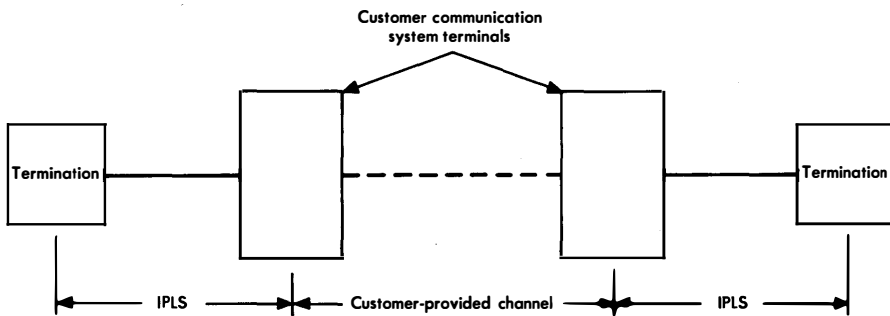 Customer communication
system terminals
Termination
Termination
IPLS
Customer-provided channel
IPLS